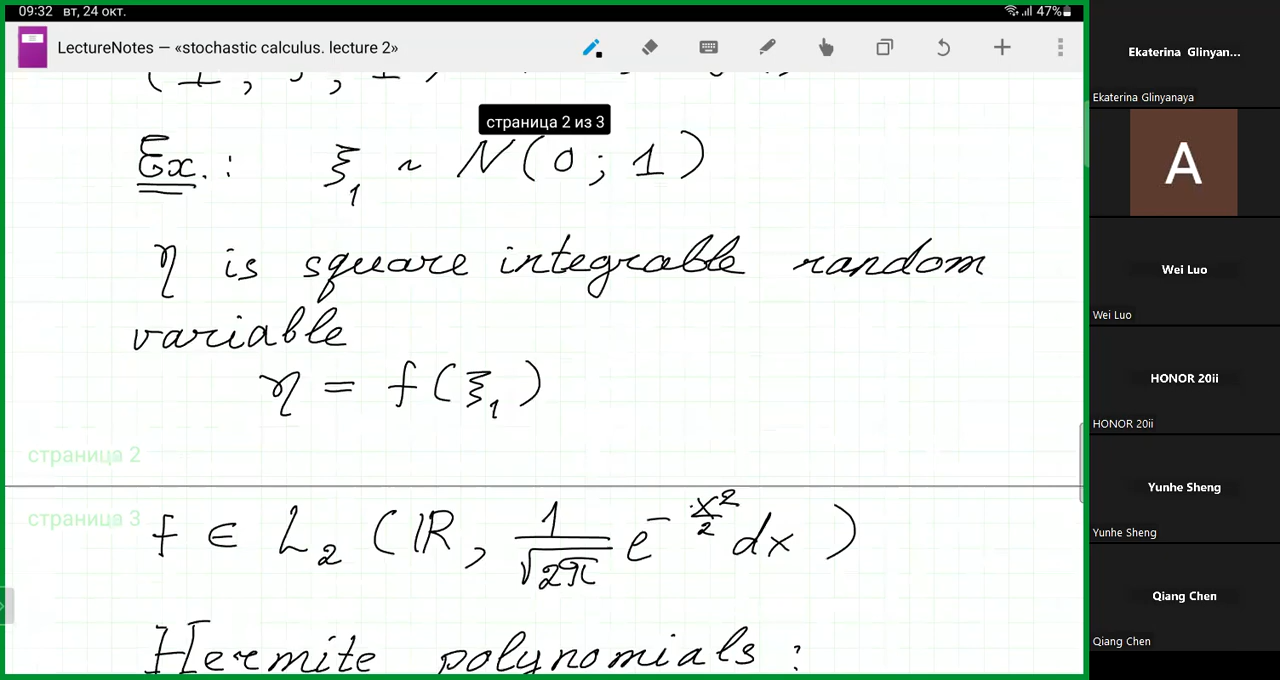 09:32 вт, 24 окт.
47%
LectureNotes — «stochastic calculus. lecture 2»
страница 2 из 3
Ex.: ξ₁ ~ N(0; 1)
η is square integrable random
variable
η = f(ξ₁)
страница 2
страница 3
f ∈ L₂(ℝ, 1/√2π e^(-x²/2) dx)
Hermite polynomials:
Ekaterina Glinyan...
Ekaterina Glinyanaya
A
Wei Luo
Wei Luo
HONOR 20ii
HONOR 20ii
Yunhe Sheng
Yunhe Sheng
Qiang Chen
Qiang Chen